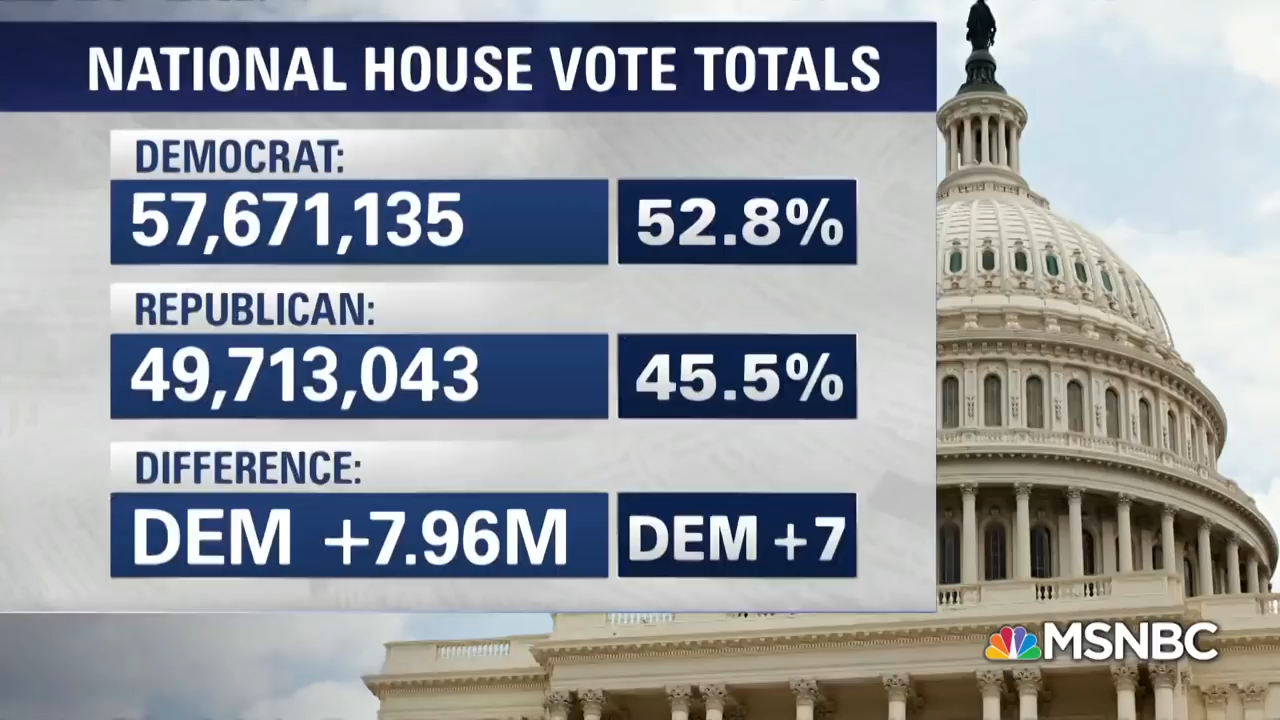 NATIONAL HOUSE VOTE TOTALS
DEMOCRAT:
57,671,135 52.8%
REPUBLICAN:
49,713,043 45.5%
DIFFERENCE:
DEM +7.96M DEM +7
MSNBC